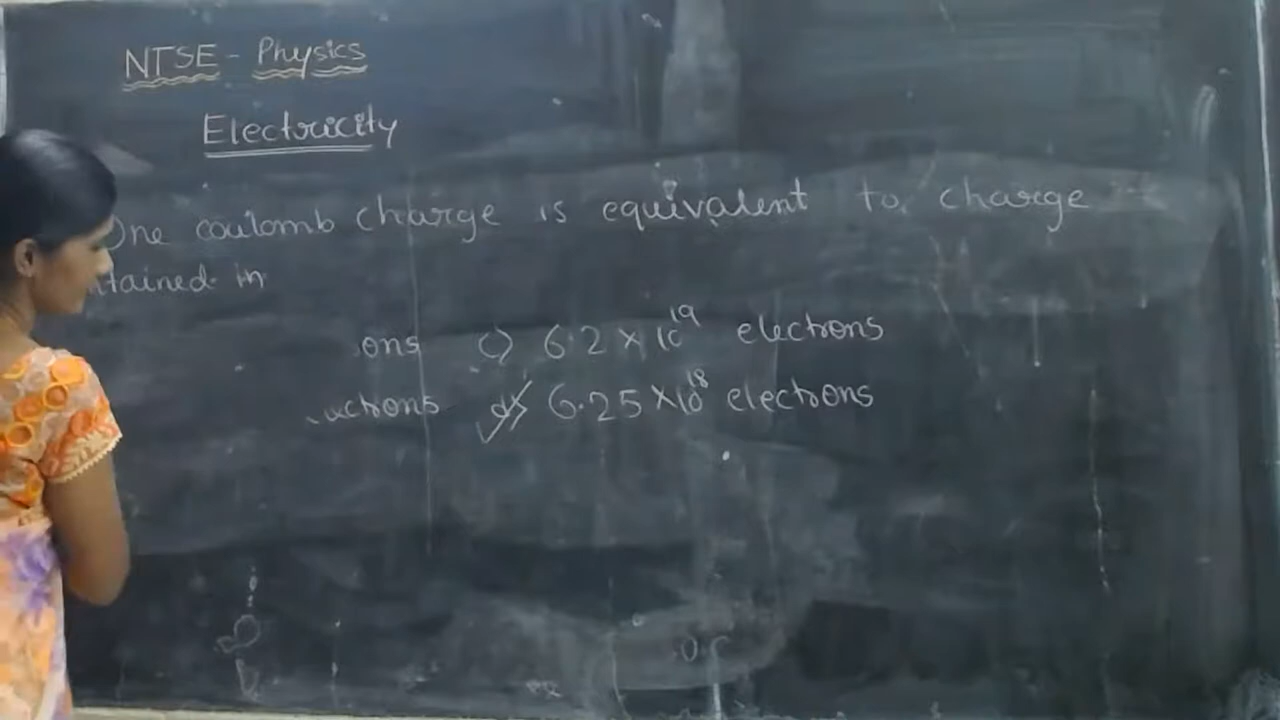 NTSE - Physics
Electricity
One coulomb charge is equivalent to charge
tained in
ons c) 6.2 × 10^19 electrons
ctrons d) 6.25 × 10^18 electrons